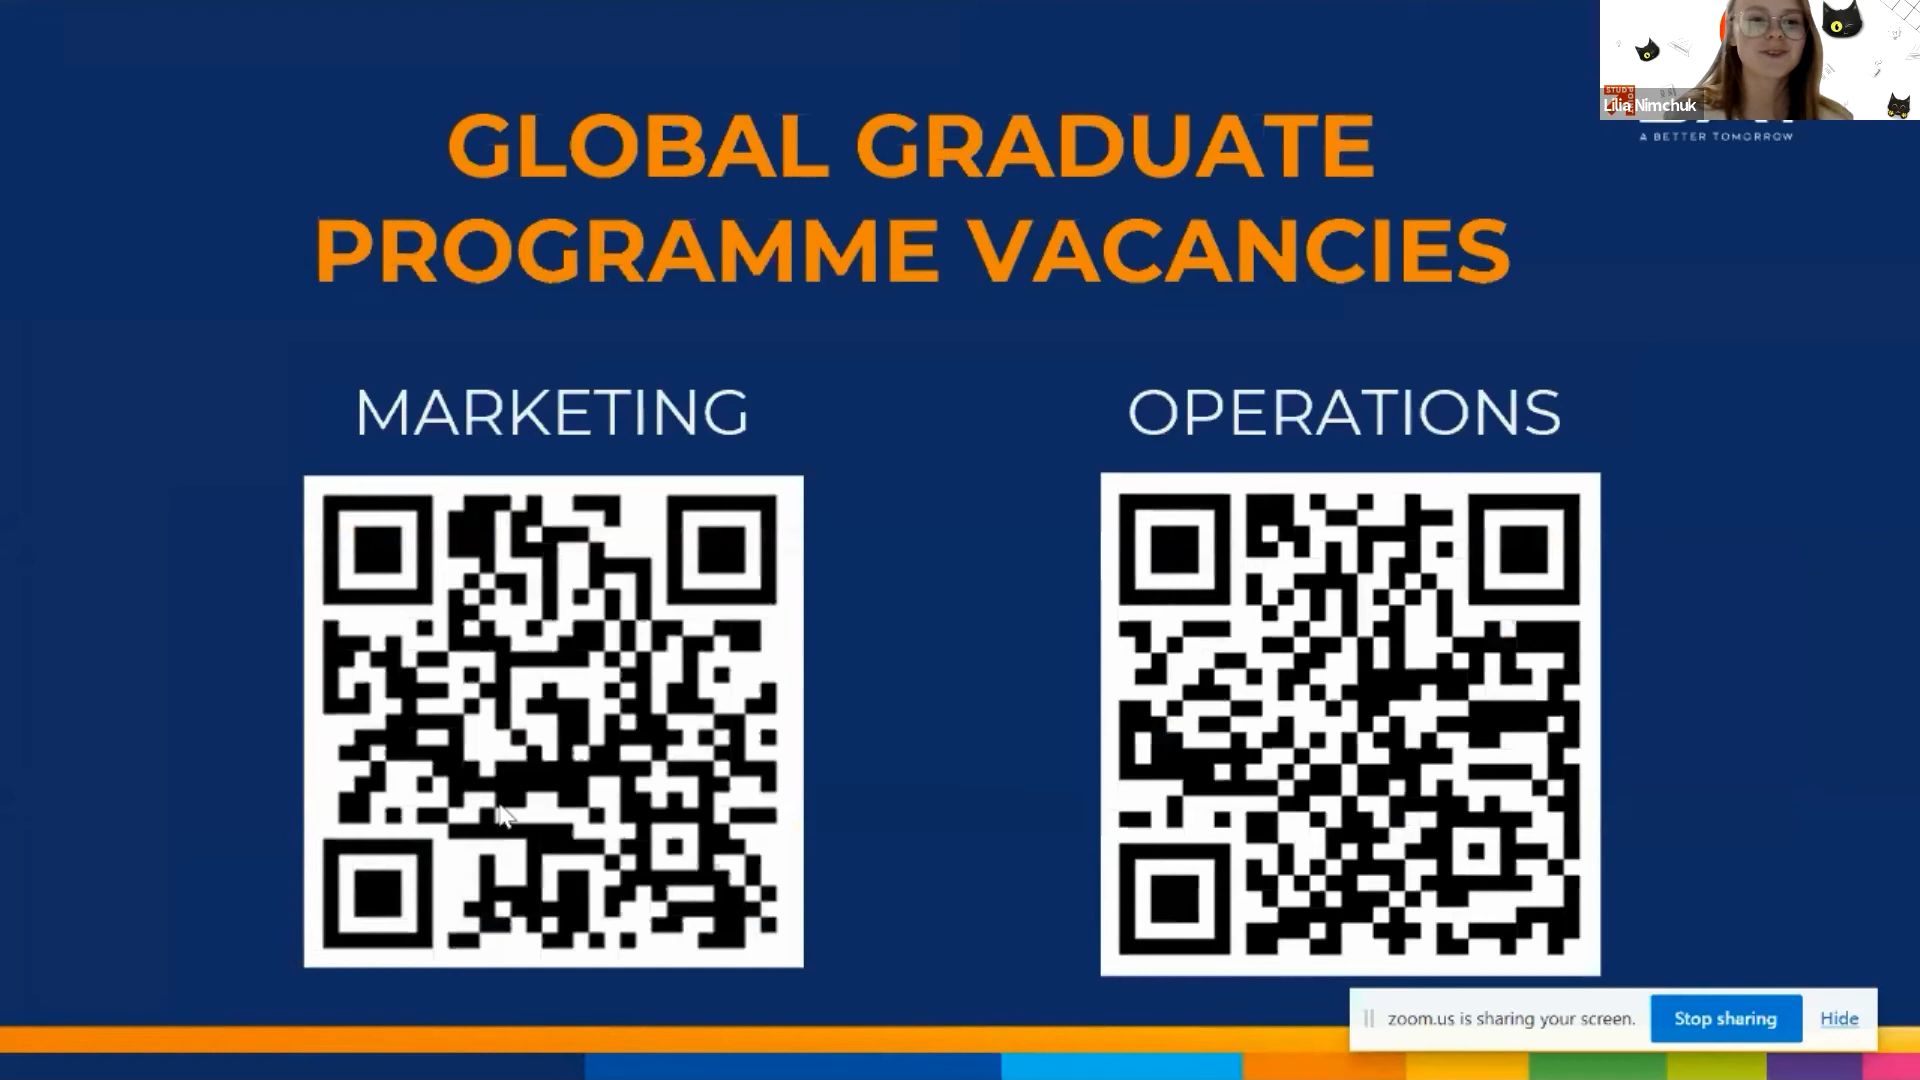 GLOBAL GRADUATE
PROGRAMME VACANCIES
Lilia Nimchuk
A BETTER TOMORROW
MARKETING
OPERATIONS
zoom.us is sharing your screen.
Stop sharing
Hide